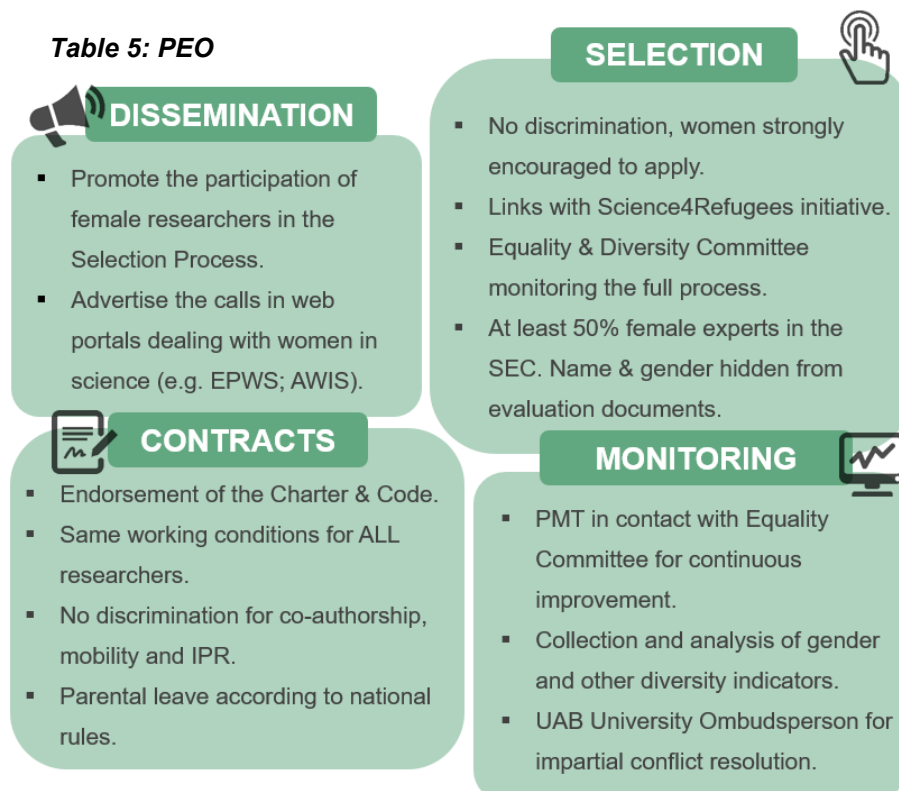 Table 5: PEO
DISSEMINATION
▪ Promote the participation of
female researchers in the
Selection Process.
▪ Advertise the calls in web
portals dealing with women in
science (e.g. EPWS; AWIS).
SELECTION
▪ No discrimination, women strongly
encouraged to apply.
▪ Links with Science4Refugees initiative.
▪ Equality & Diversity Committee
monitoring the full process.
▪ At least 50% female experts in the
SEC. Name & gender hidden from
evaluation documents.
CONTRACTS
▪ Endorsement of the Charter & Code.
▪ Same working conditions for ALL
researchers.
▪ No discrimination for co-authorship,
mobility and IPR.
▪ Parental leave according to national
rules.
MONITORING
▪ PMT in contact with Equality
Committee for continuous
improvement.
▪ Collection and analysis of gender
and other diversity indicators.
▪ UAB University Ombudsperson for
impartial conflict resolution.